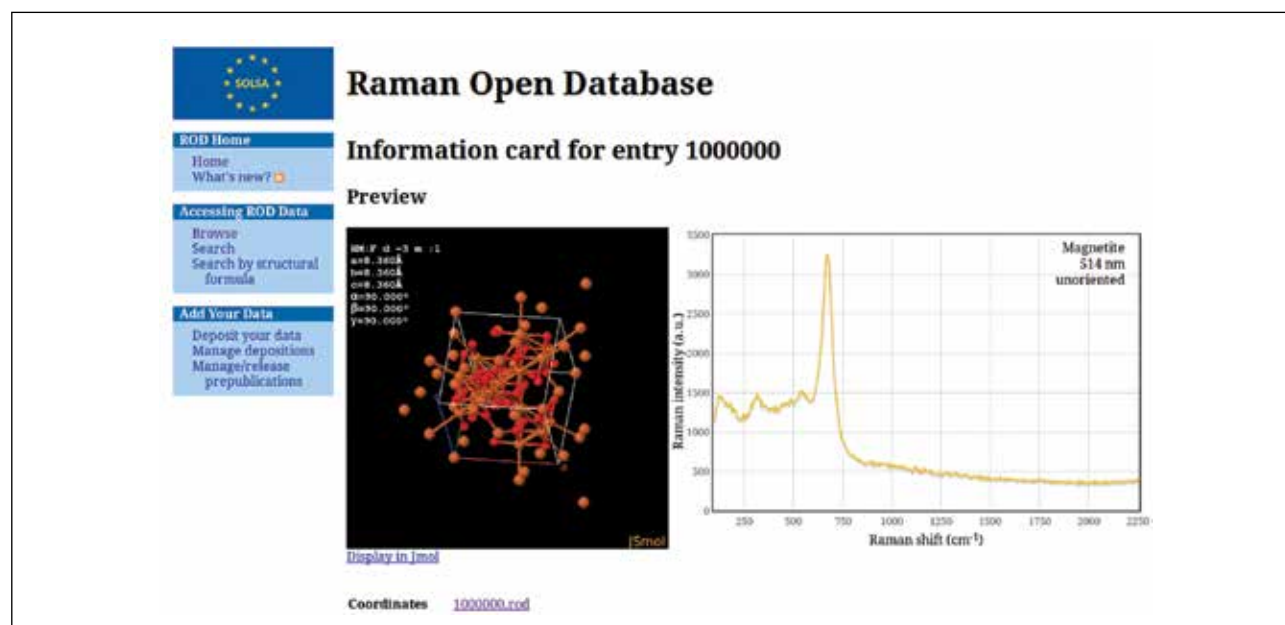 SOLSA
Raman Open Database
Information card for entry 1000000
ROD Home
Home
What's new?
Accessing ROD Data
Browse
Search
Search by structural
formula
Add Your Data
Deposit your data
Manage depositions
Manage/release
prepublications
Preview
HM:F d -3 m :1
a=8.360Å
b=8.360Å
c=8.360Å
α=90.000°
β=90.000°
γ=90.000°
JSmol
Display in Jmol
Magnetite
514 nm
unoriented
Raman intensity (a.u.)
3500
3000
2500
2000
1500
1000
500
0
250 500 750 1000 1250 1500 1750 2000 2250
Raman shift (cm⁻¹)
Coordinates 1000000.rod